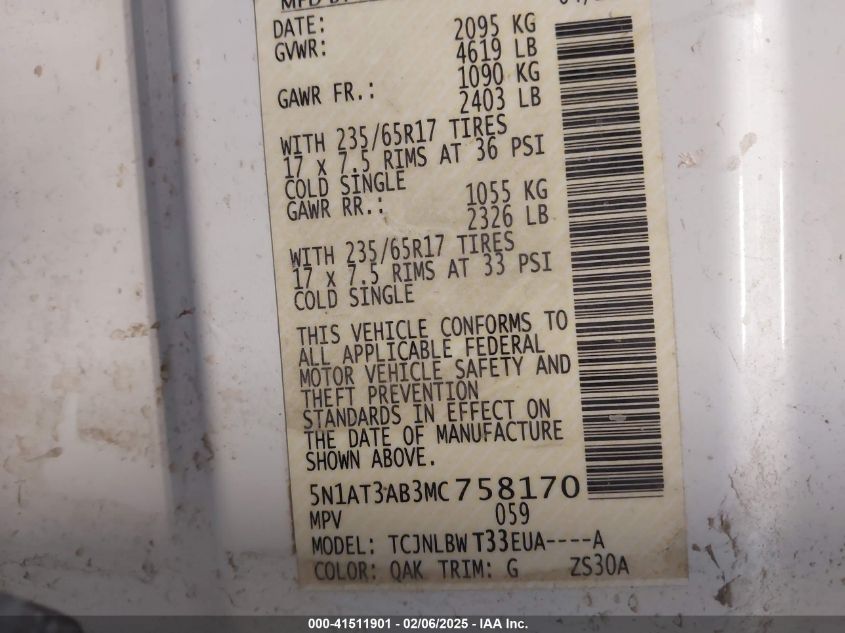 MFD BY
DATE:
GVWR: 2095 KG
4619 LB
GAWR FR.: 1090 KG
2403 LB
WITH 235/65R17 TIRES
17 x 7.5 RIMS AT 36 PSI
COLD SINGLE
GAWR RR.: 1055 KG
2326 LB
WITH 235/65R17 TIRES
17 x 7.5 RIMS AT 33 PSI
COLD SINGLE
THIS VEHICLE CONFORMS TO
ALL APPLICABLE FEDERAL
MOTOR VEHICLE SAFETY AND
THEFT PREVENTION
STANDARDS IN EFFECT ON
THE DATE OF MANUFACTURE
SHOWN ABOVE.
5N1AT3AB3MC758170
MPV 059
MODEL: TCJNLBW T33EUA----A
COLOR: QAK TRIM: G ZS30A
000-41511901 - 02/06/2025 - IAA Inc.